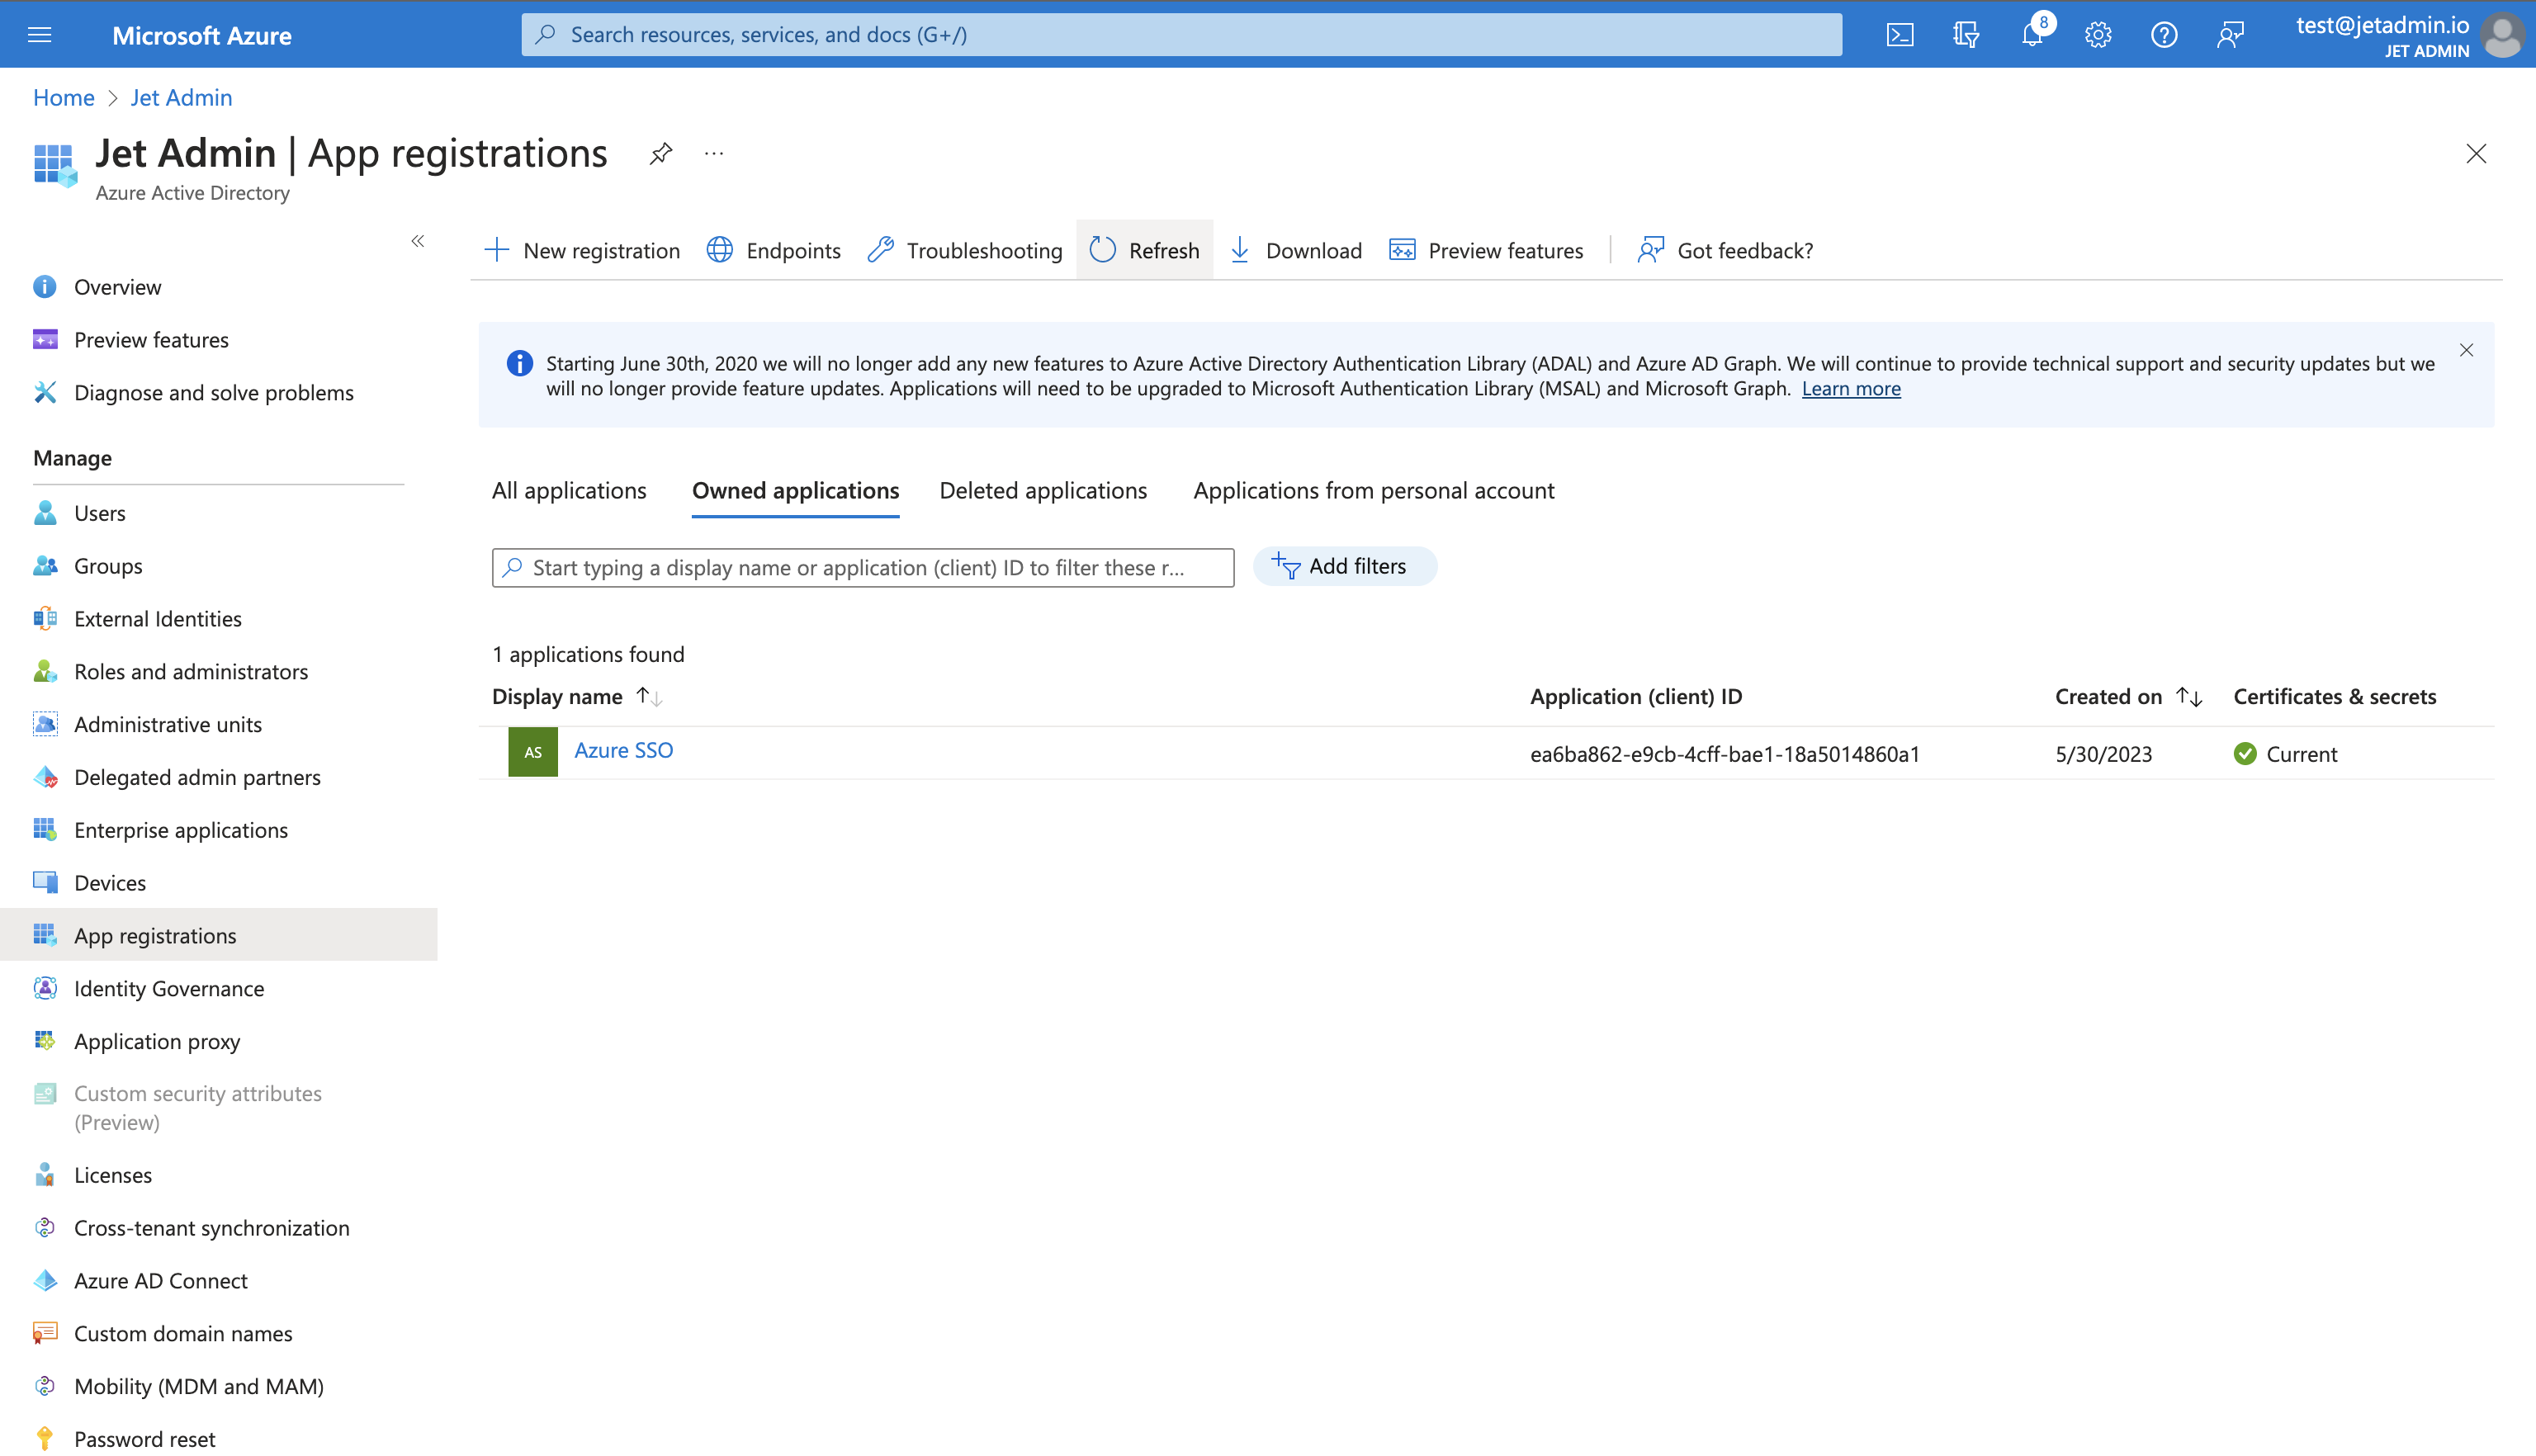 Microsoft Azure
Search resources, services, and docs (G+/)
8
test@jetadmin.io
JET ADMIN
Home > Jet Admin
Jet Admin | App registrations
...
Azure Active Directory
«
Overview
Preview features
Diagnose and solve problems
Manage
Users
Groups
External Identities
Roles and administrators
Administrative units
Delegated admin partners
Enterprise applications
Devices
App registrations
Identity Governance
Application proxy
Custom security attributes
(Preview)
Licenses
Cross-tenant synchronization
Azure AD Connect
Custom domain names
Mobility (MDM and MAM)
Password reset
New registration Endpoints Troubleshooting Refresh Download Preview features Got feedback?
Starting June 30th, 2020 we will no longer add any new features to Azure Active Directory Authentication Library (ADAL) and Azure AD Graph. We will continue to provide technical support and security updates but we
will no longer provide feature updates. Applications will need to be upgraded to Microsoft Authentication Library (MSAL) and Microsoft Graph. Learn more
All applications Owned applications Deleted applications Applications from personal account
Start typing a display name or application (client) ID to filter these r...
Add filters
1 applications found
Display name Application (client) ID Created on Certificates & secrets
AS Azure SSO ea6ba862-e9cb-4cff-bae1-18a5014860a1 5/30/2023 Current